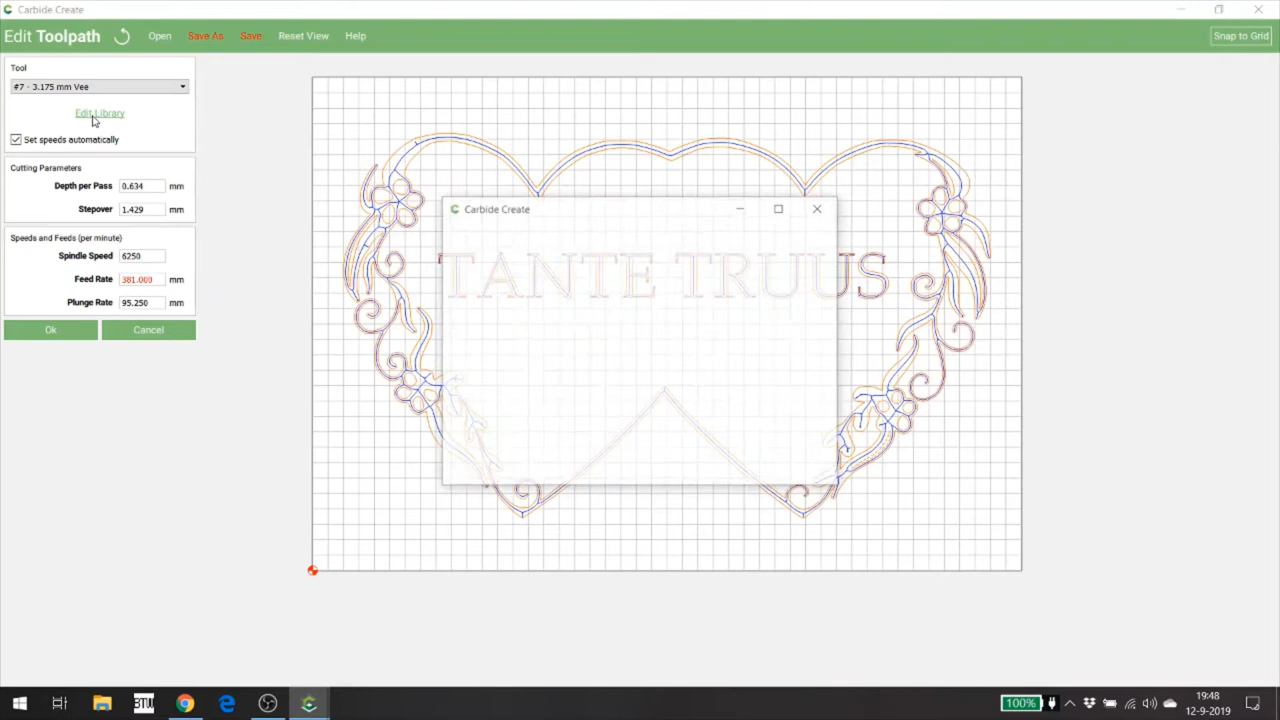 Carbide Create
Edit Toolpath Open Save As Save Reset View Help Snap to Grid
Tool
#7 - 3.175 mm Vee
Edit Library
Set speeds automatically
Cutting Parameters
Depth per Pass 0.634 mm
Stepover 1.429 mm
Speeds and Feeds (per minute)
Spindle Speed 6250
Feed Rate 381.000 mm
Plunge Rate 95.250 mm
Ok Cancel
Carbide Create
TANTE TRUUS
BTW
100%
19:48
12-9-2019